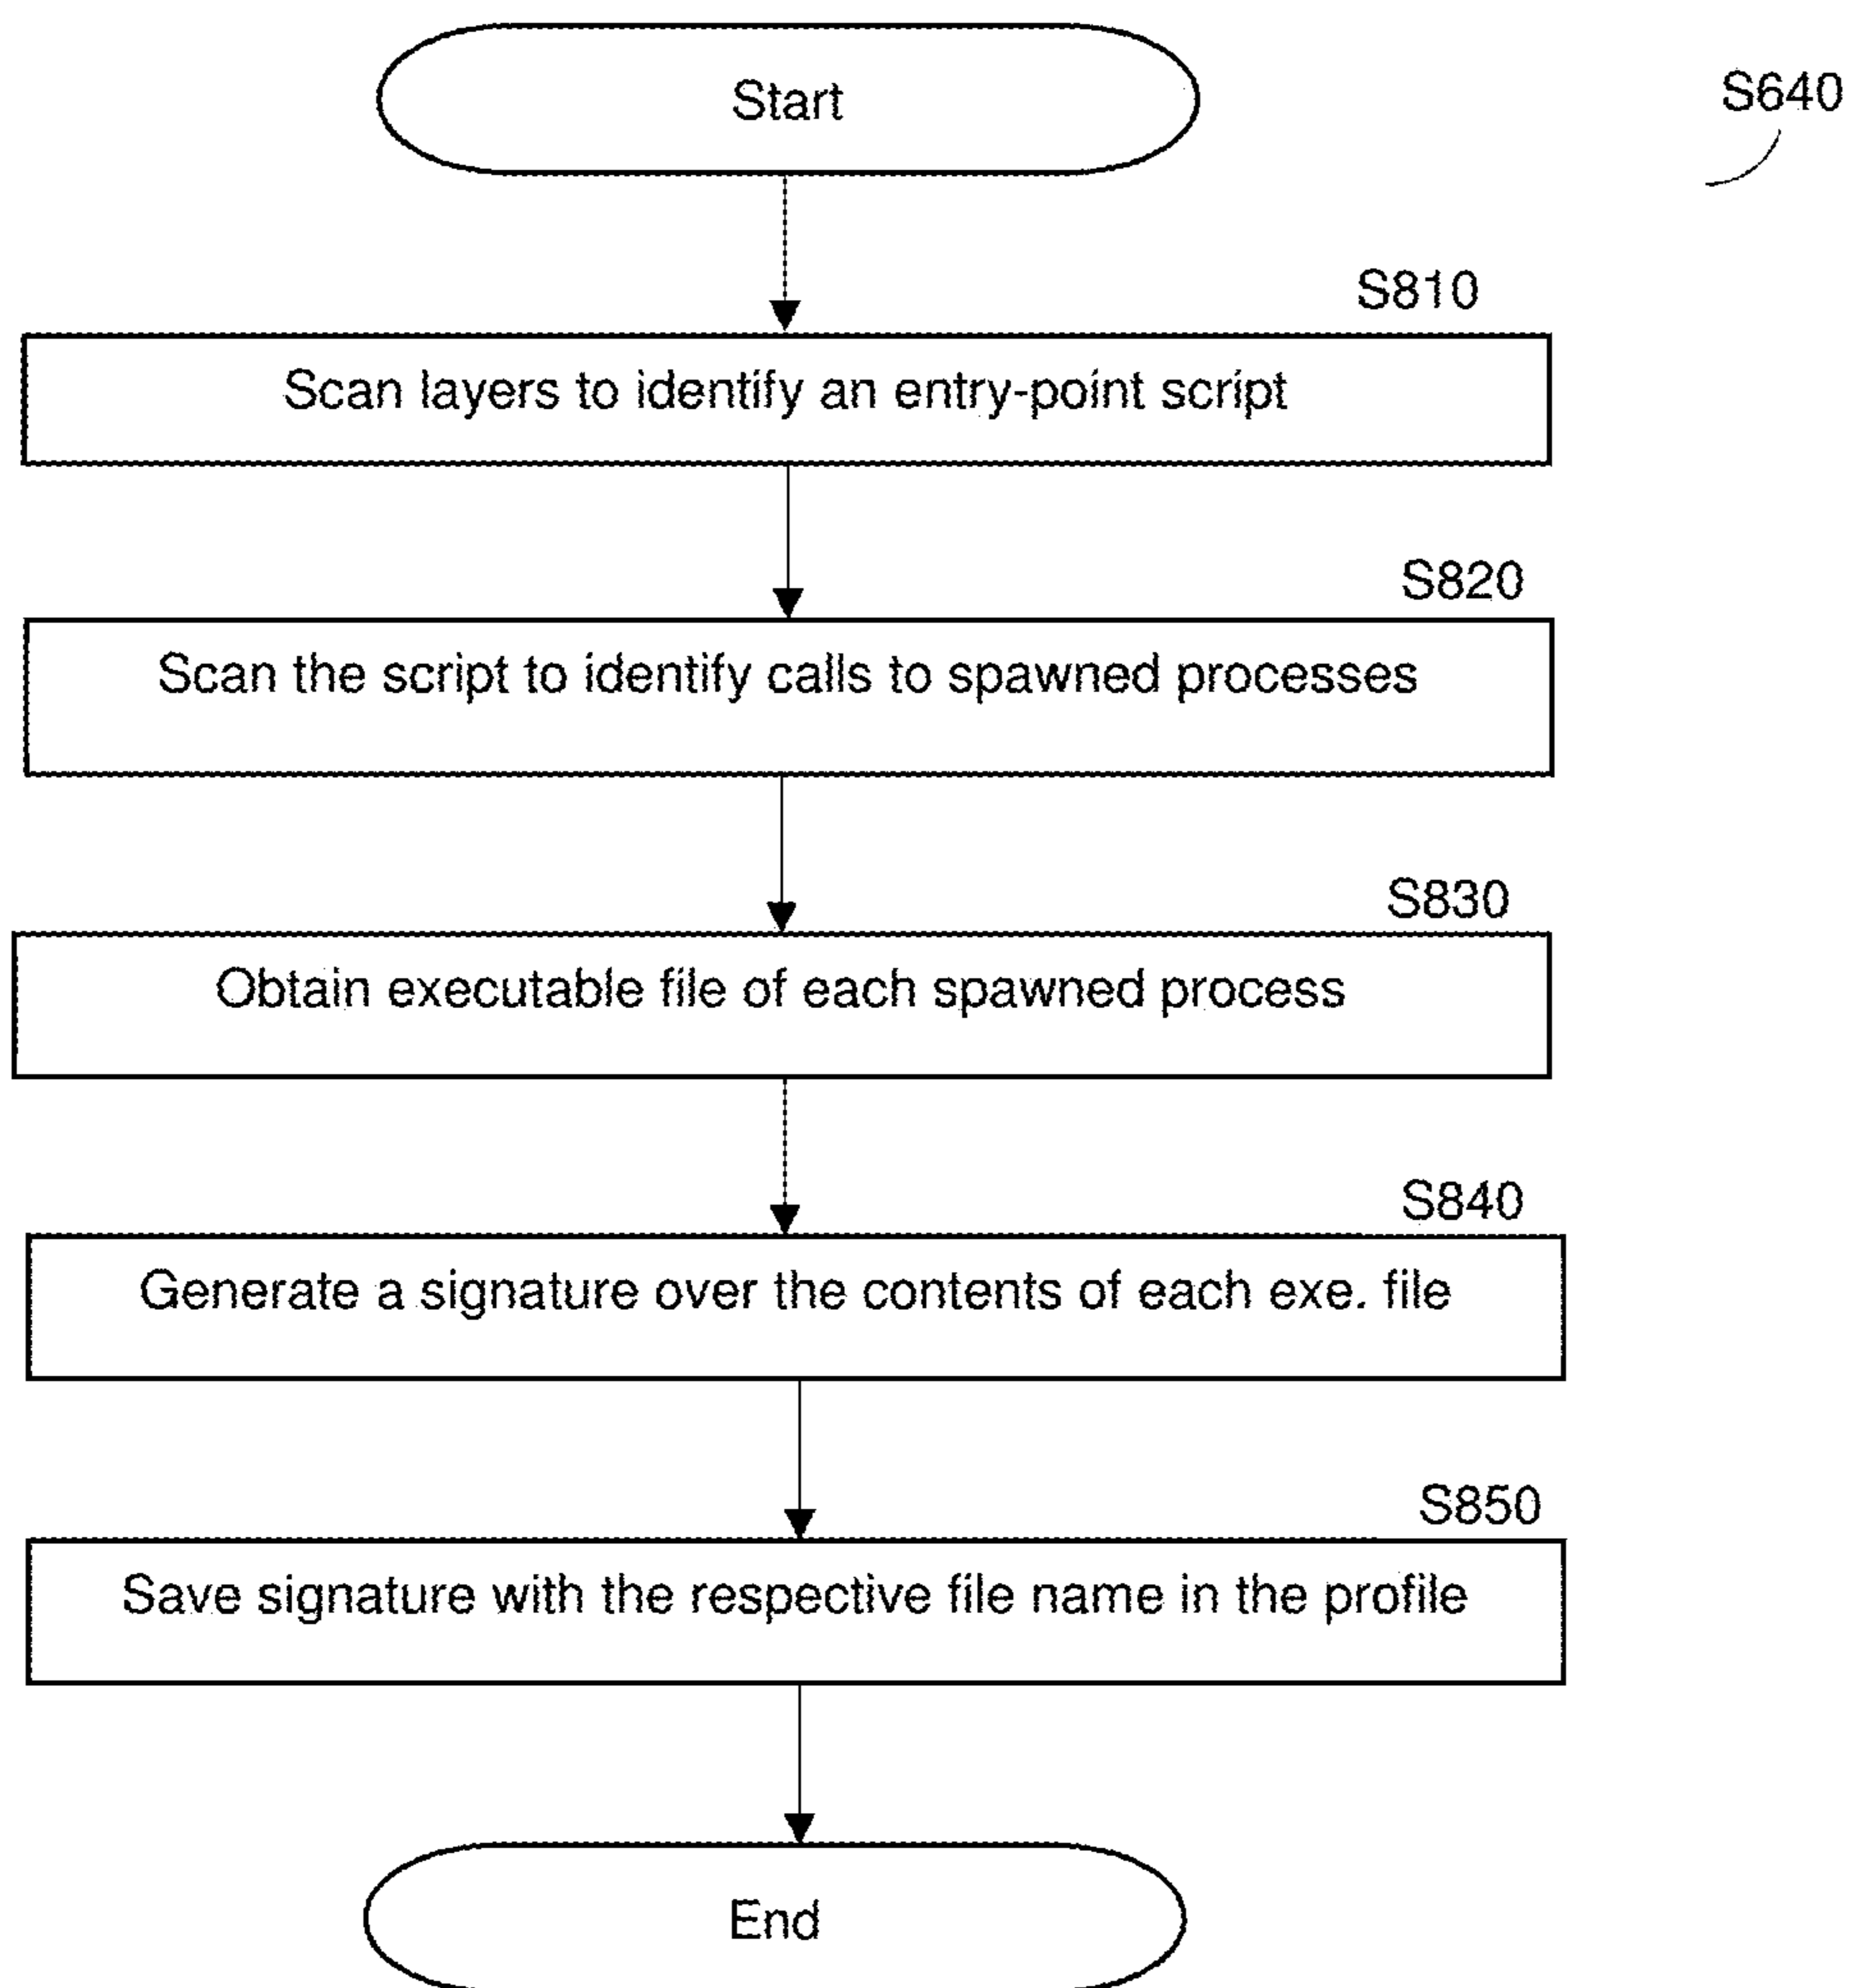 Start
S640
S810
Scan layers to identify an entry-point script
S820
Scan the script to identify calls to spawned processes
S830
Obtain executable file of each spawned process
S840
Generate a signature over the contents of each exe. file
S850
Save signature with the respective file name in the profile
End